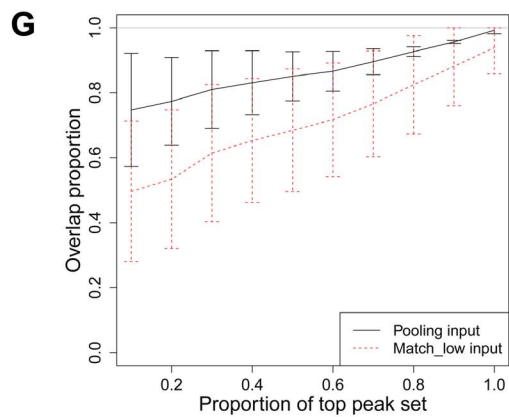 G
Overlap proportion
1.0
0.8
0.6
0.4
0.2
0.0
Pooling input
Match_low input
0.2 0.4 0.6 0.8 1.0
Proportion of top peak set